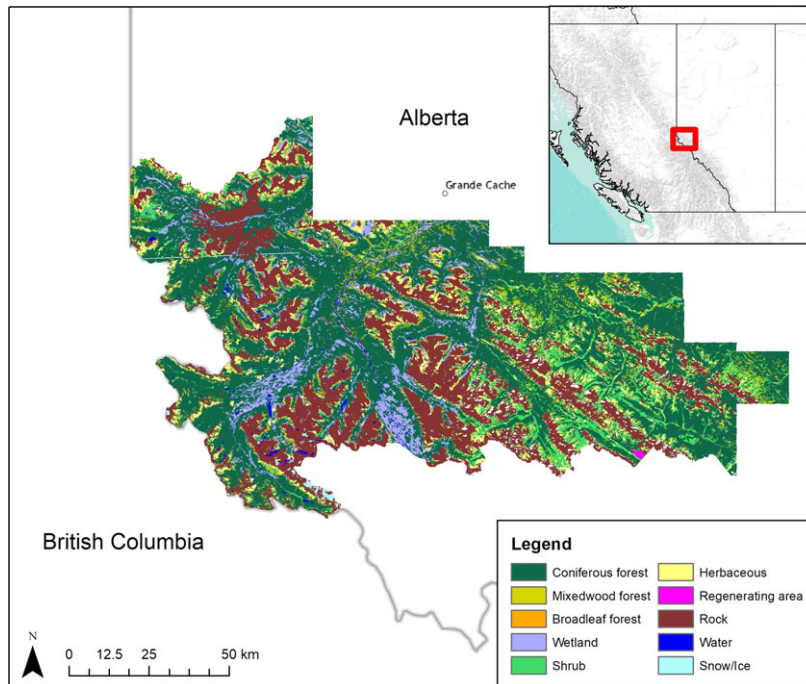 Alberta
Grande Cache
British Columbia
N
0 12.5 25 50 km
Legend
Coniferous forest
Mixedwood forest
Broadleaf forest
Wetland
Shrub
Herbaceous
Regenerating area
Rock
Water
Snow/Ice